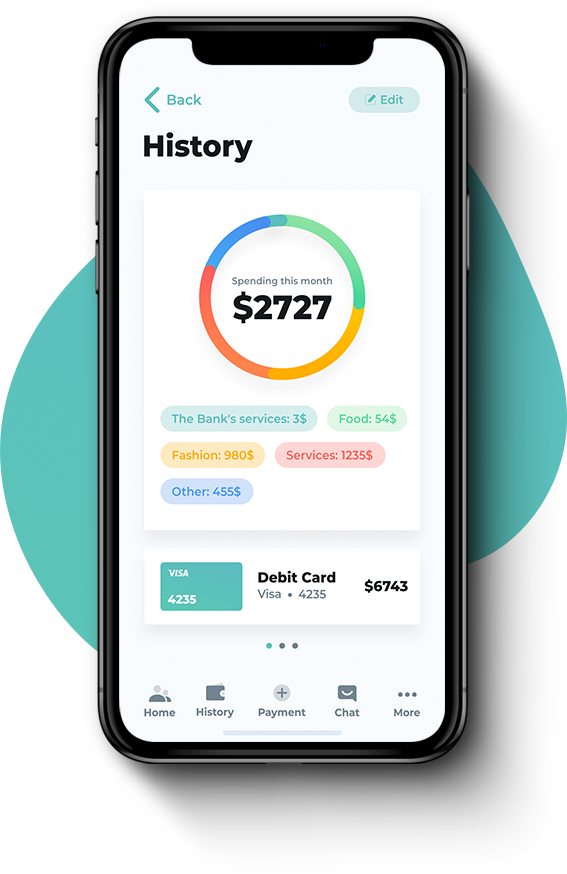 Back
Edit
History
Spending this month
$2727
The Bank's services: 3$
Food: 54$
Fashion: 980$
Services: 1235$
Other: 455$
VISA
4235
Debit Card
Visa • 4235
$6743
Home
History
Payment
Chat
More